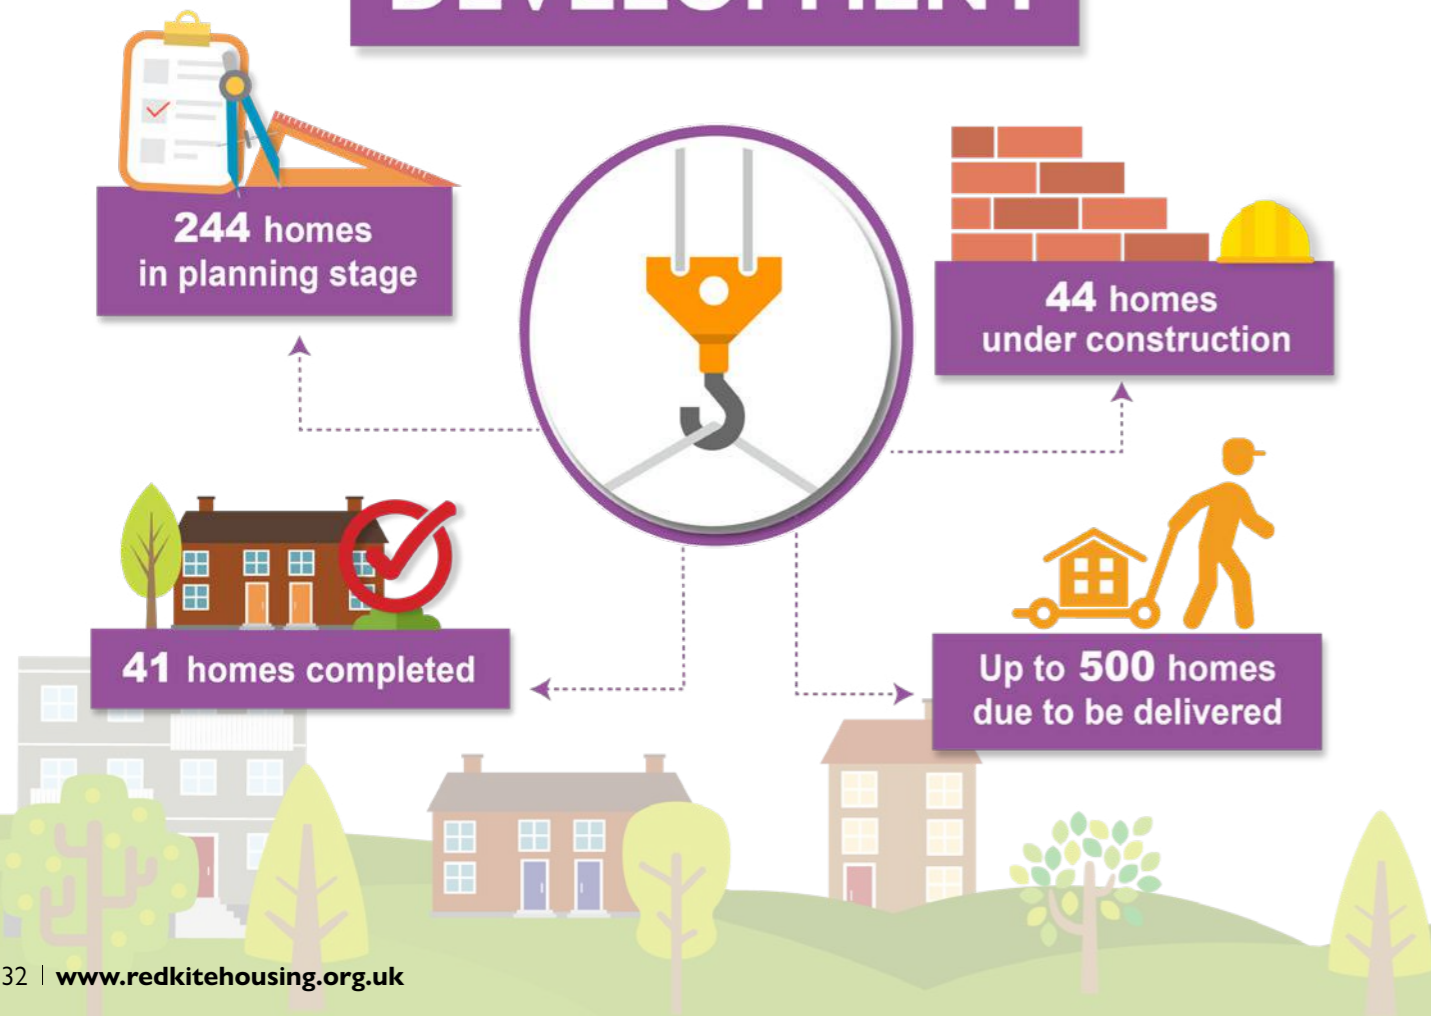 DEVELOPMENT
244 homes
in planning stage
44 homes
under construction
41 homes completed
Up to 500 homes
due to be delivered
32 | www.redkitehousing.org.uk